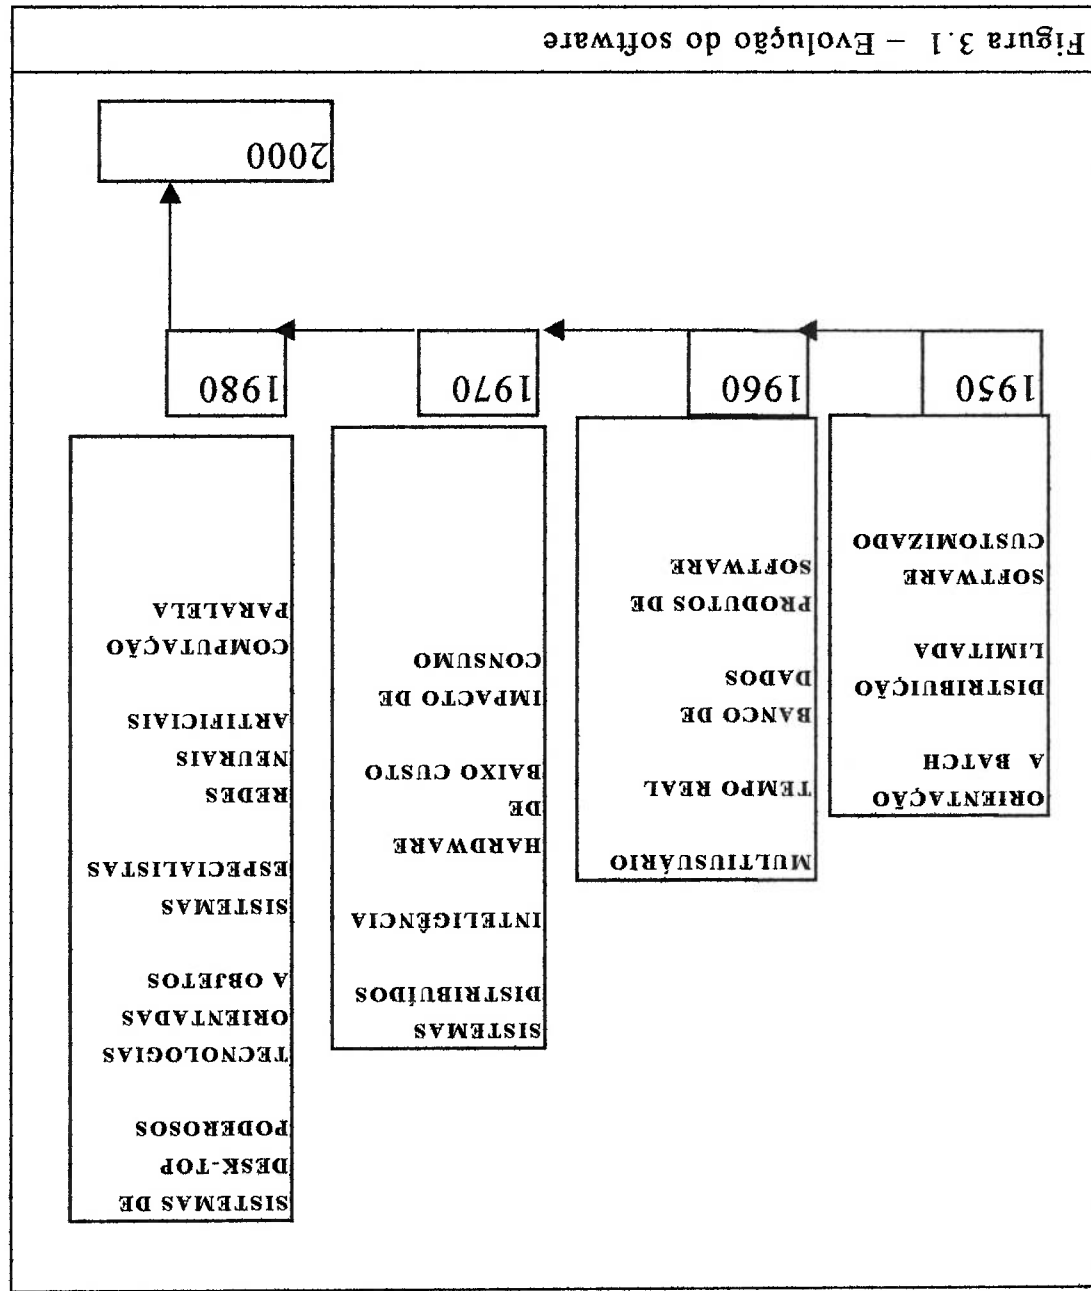 SISTEMAS DE
DESK-TOP
PODEROSOS
TECNOLOGIAS
ORIENTADAS
A OBJETOS
SISTEMAS
ESPECIALISTAS
REDES
NEURAIS
ARTIFICIAIS
COMPUTAÇÃO
PARALELA
SISTEMAS
DISTRIBUÍDOS
INTELIGÊNCIA
HARDWARE
DE
BAIXO CUSTO
IMPACTO DE
CONSUMO
MULTIUSUÁRIO
TEMPO REAL
BANCO DE
DADOS
PRODUTOS DE
SOFTWARE
ORIENTAÇÃO
A BATCH
DISTRIBUIÇÃO
LIMITADA
SOFTWARE
CUSTOMIZADO
1950
1960
1970
1980
2000
Figura 3.1 – Evolução do software